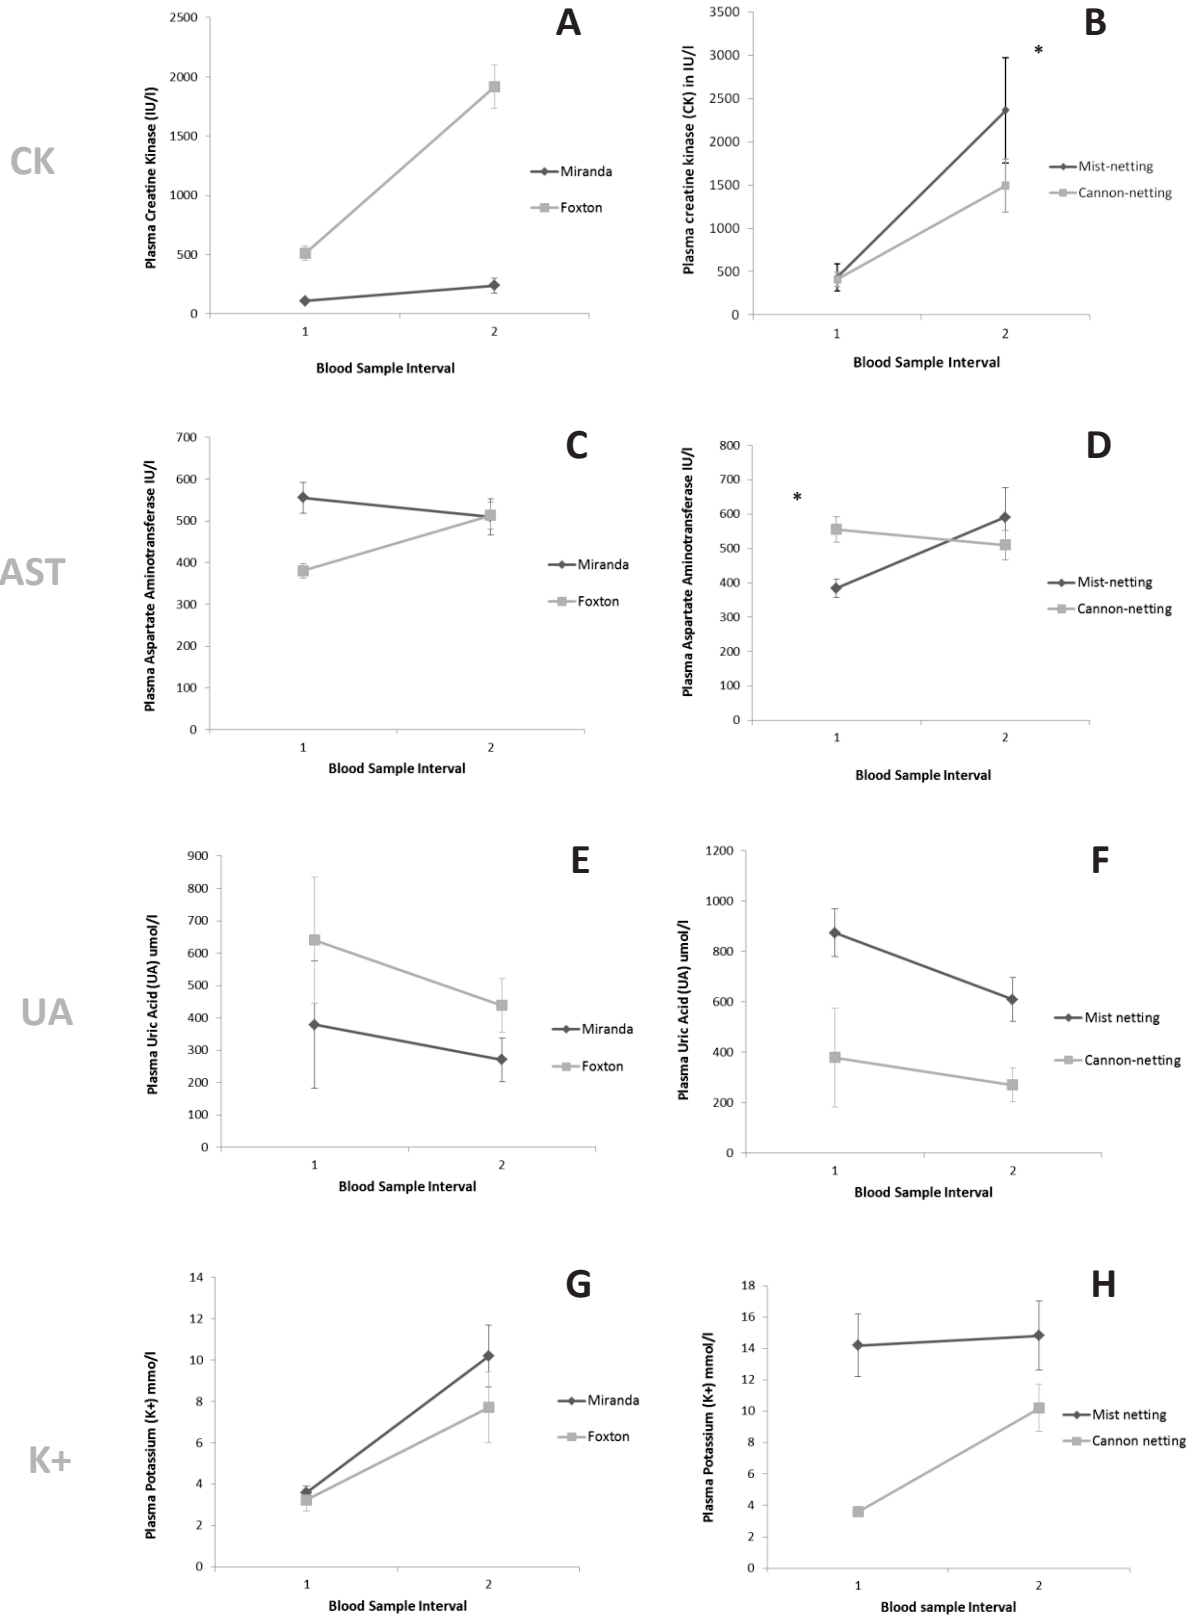 CK
A
Plasma Creatine Kinase (IU/l)
2500
2000
1500
1000
500
0
1
2
Blood Sample Interval
Miranda
Foxton
B
*
Plasma creatine kinase (CK) in IU/l
3500
3000
2500
2000
1500
1000
500
0
1
2
Blood Sample Interval
Mist-netting
Cannon-netting
AST
C
Plasma Aspartate Aminotransferase IU/l
700
600
500
400
300
200
100
0
1
2
Blood Sample Interval
Miranda
Foxton
D
*
Plasma Aspartate Aminotransferase IU/l
800
700
600
500
400
300
200
100
0
1
2
Blood Sample Interval
Mist-netting
Cannon-netting
UA
E
Plasma Uric Acid (UA) umol/l
900
800
700
600
500
400
300
200
100
0
1
2
Blood Sample Interval
Miranda
Foxton
F
Plasma Uric Acid (UA) umol/l
1200
1000
800
600
400
200
0
1
2
Blood Sample Interval
Mist netting
Cannon-netting
K+
G
Plasma Potassium (K+) mmo/l
14
12
10
8
6
4
2
0
1
2
Blood Sample Interval
Miranda
Foxton
H
Plasma Potassium (K+) mmol/l
18
16
14
12
10
8
6
4
2
0
1
2
Blood sample Interval
Mist netting
Cannon netting